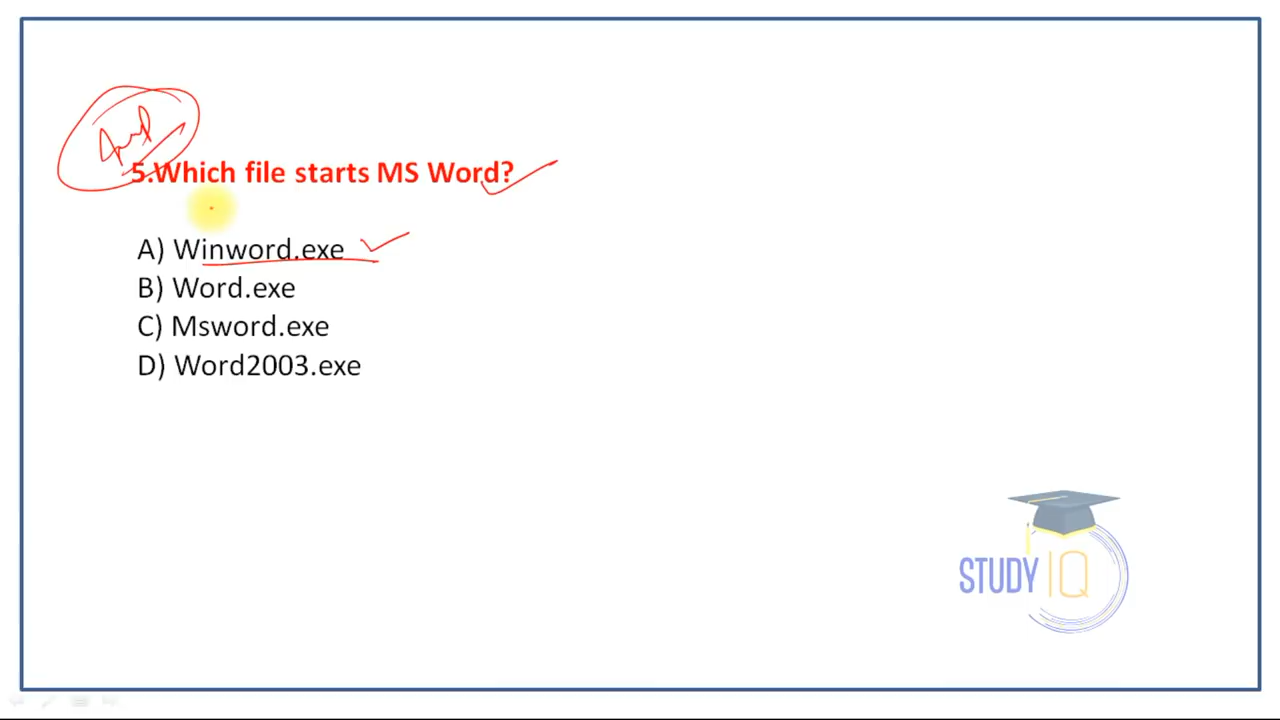 5.Which file starts MS Word?
A) Winword.exe
B) Word.exe
C) Msword.exe
D) Word2003.exe
STUDY IQ